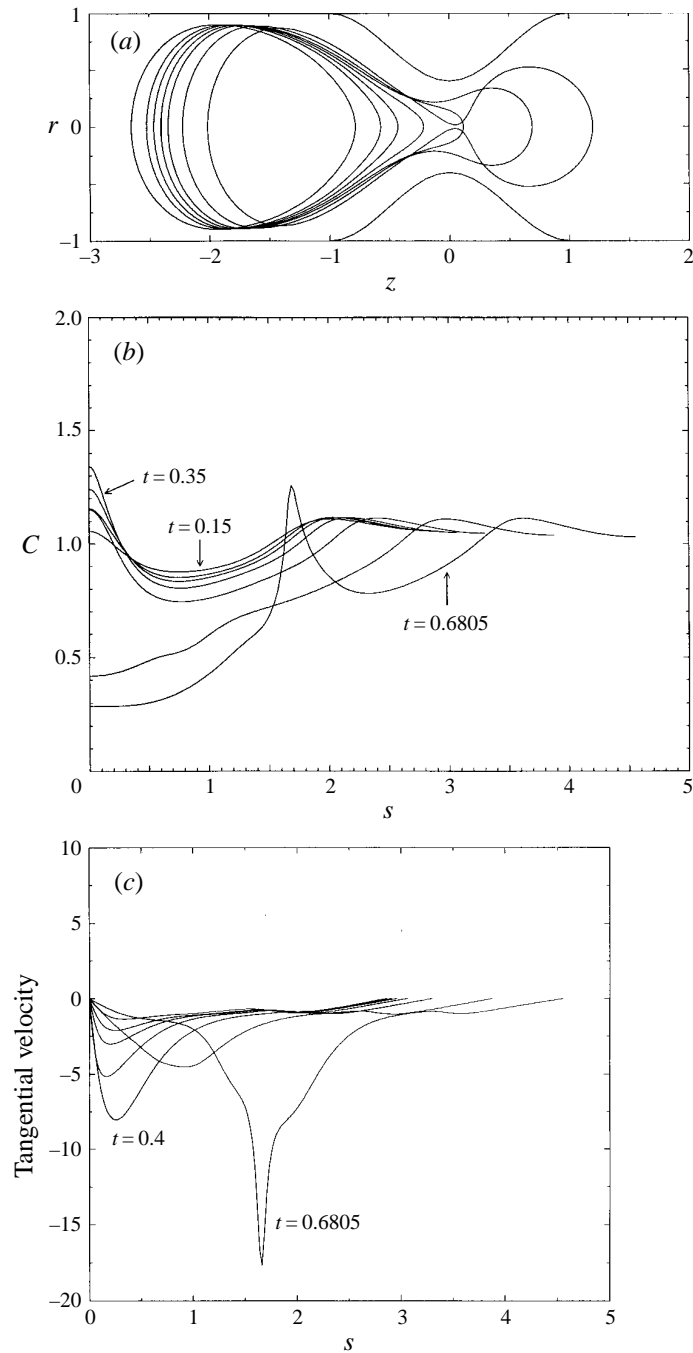 (a)
1
r 0
–1
–3 –2 –1 0 1 2
z
2.0
(b)
1.5
t = 0.35
t = 0.15
C 1.0
t = 0.6805
0.5
0 1 2 3 4 5
s
10
(c)
5
0
Tangential velocity
–5
t = 0.4
–10
t = 0.6805
–15
–20
0 1 2 3 4 5
s